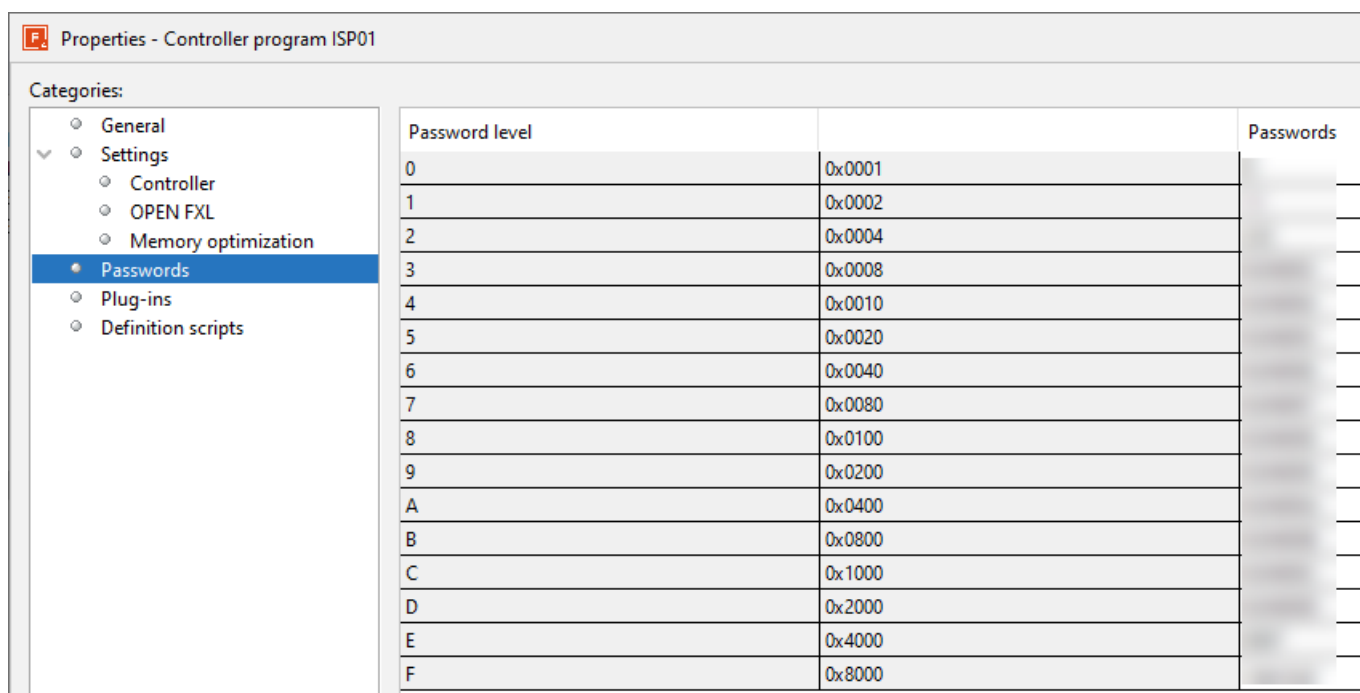 Properties - Controller program ISP01
Categories:
General
Settings
Controller
OPEN FXL
Memory optimization
Passwords
Plug-ins
Definition scripts
Password level Passwords
0 0x0001
1 0x0002
2 0x0004
3 0x0008
4 0x0010
5 0x0020
6 0x0040
7 0x0080
8 0x0100
9 0x0200
A 0x0400
B 0x0800
C 0x1000
D 0x2000
E 0x4000
F 0x8000